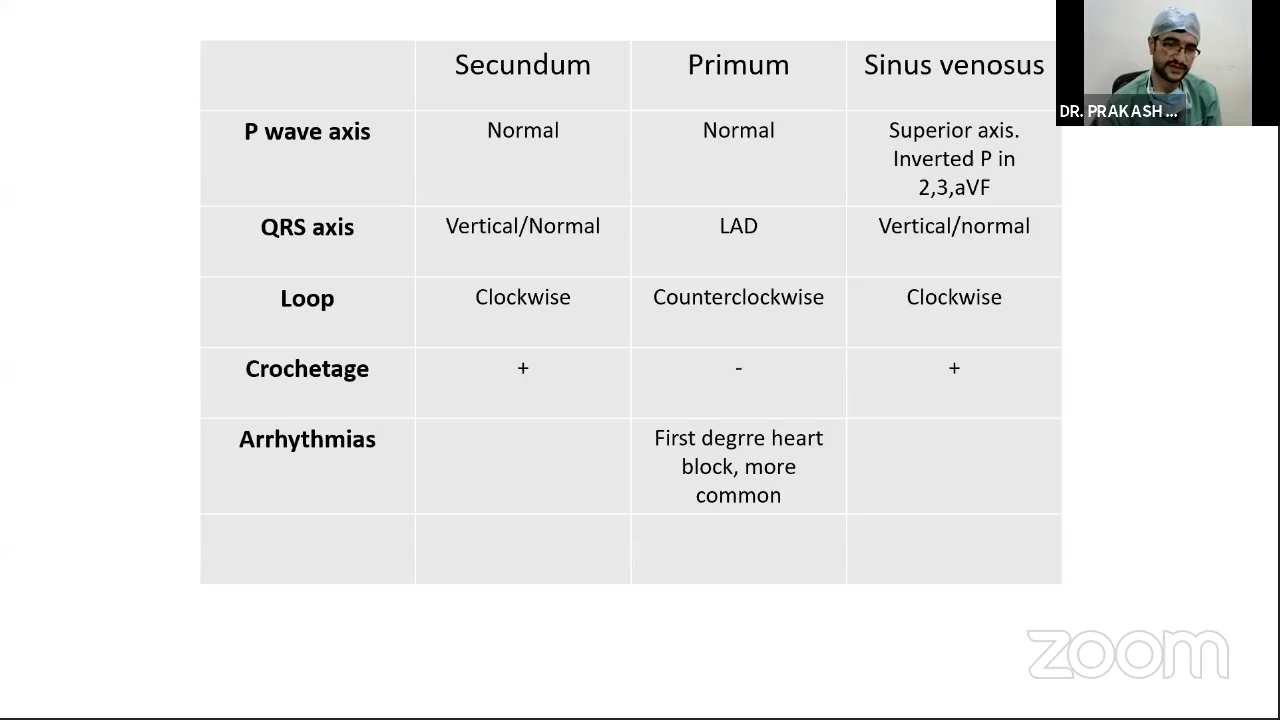 Secundum Primum Sinus venosus
P wave axis Normal Normal Superior axis.
Inverted P in
2,3,aVF
QRS axis Vertical/Normal LAD Vertical/normal
Loop Clockwise Counterclockwise Clockwise
Crochetage + - +
Arrhythmias First degrre heart
block, more
common
DR. PRAKASH ...
zoom